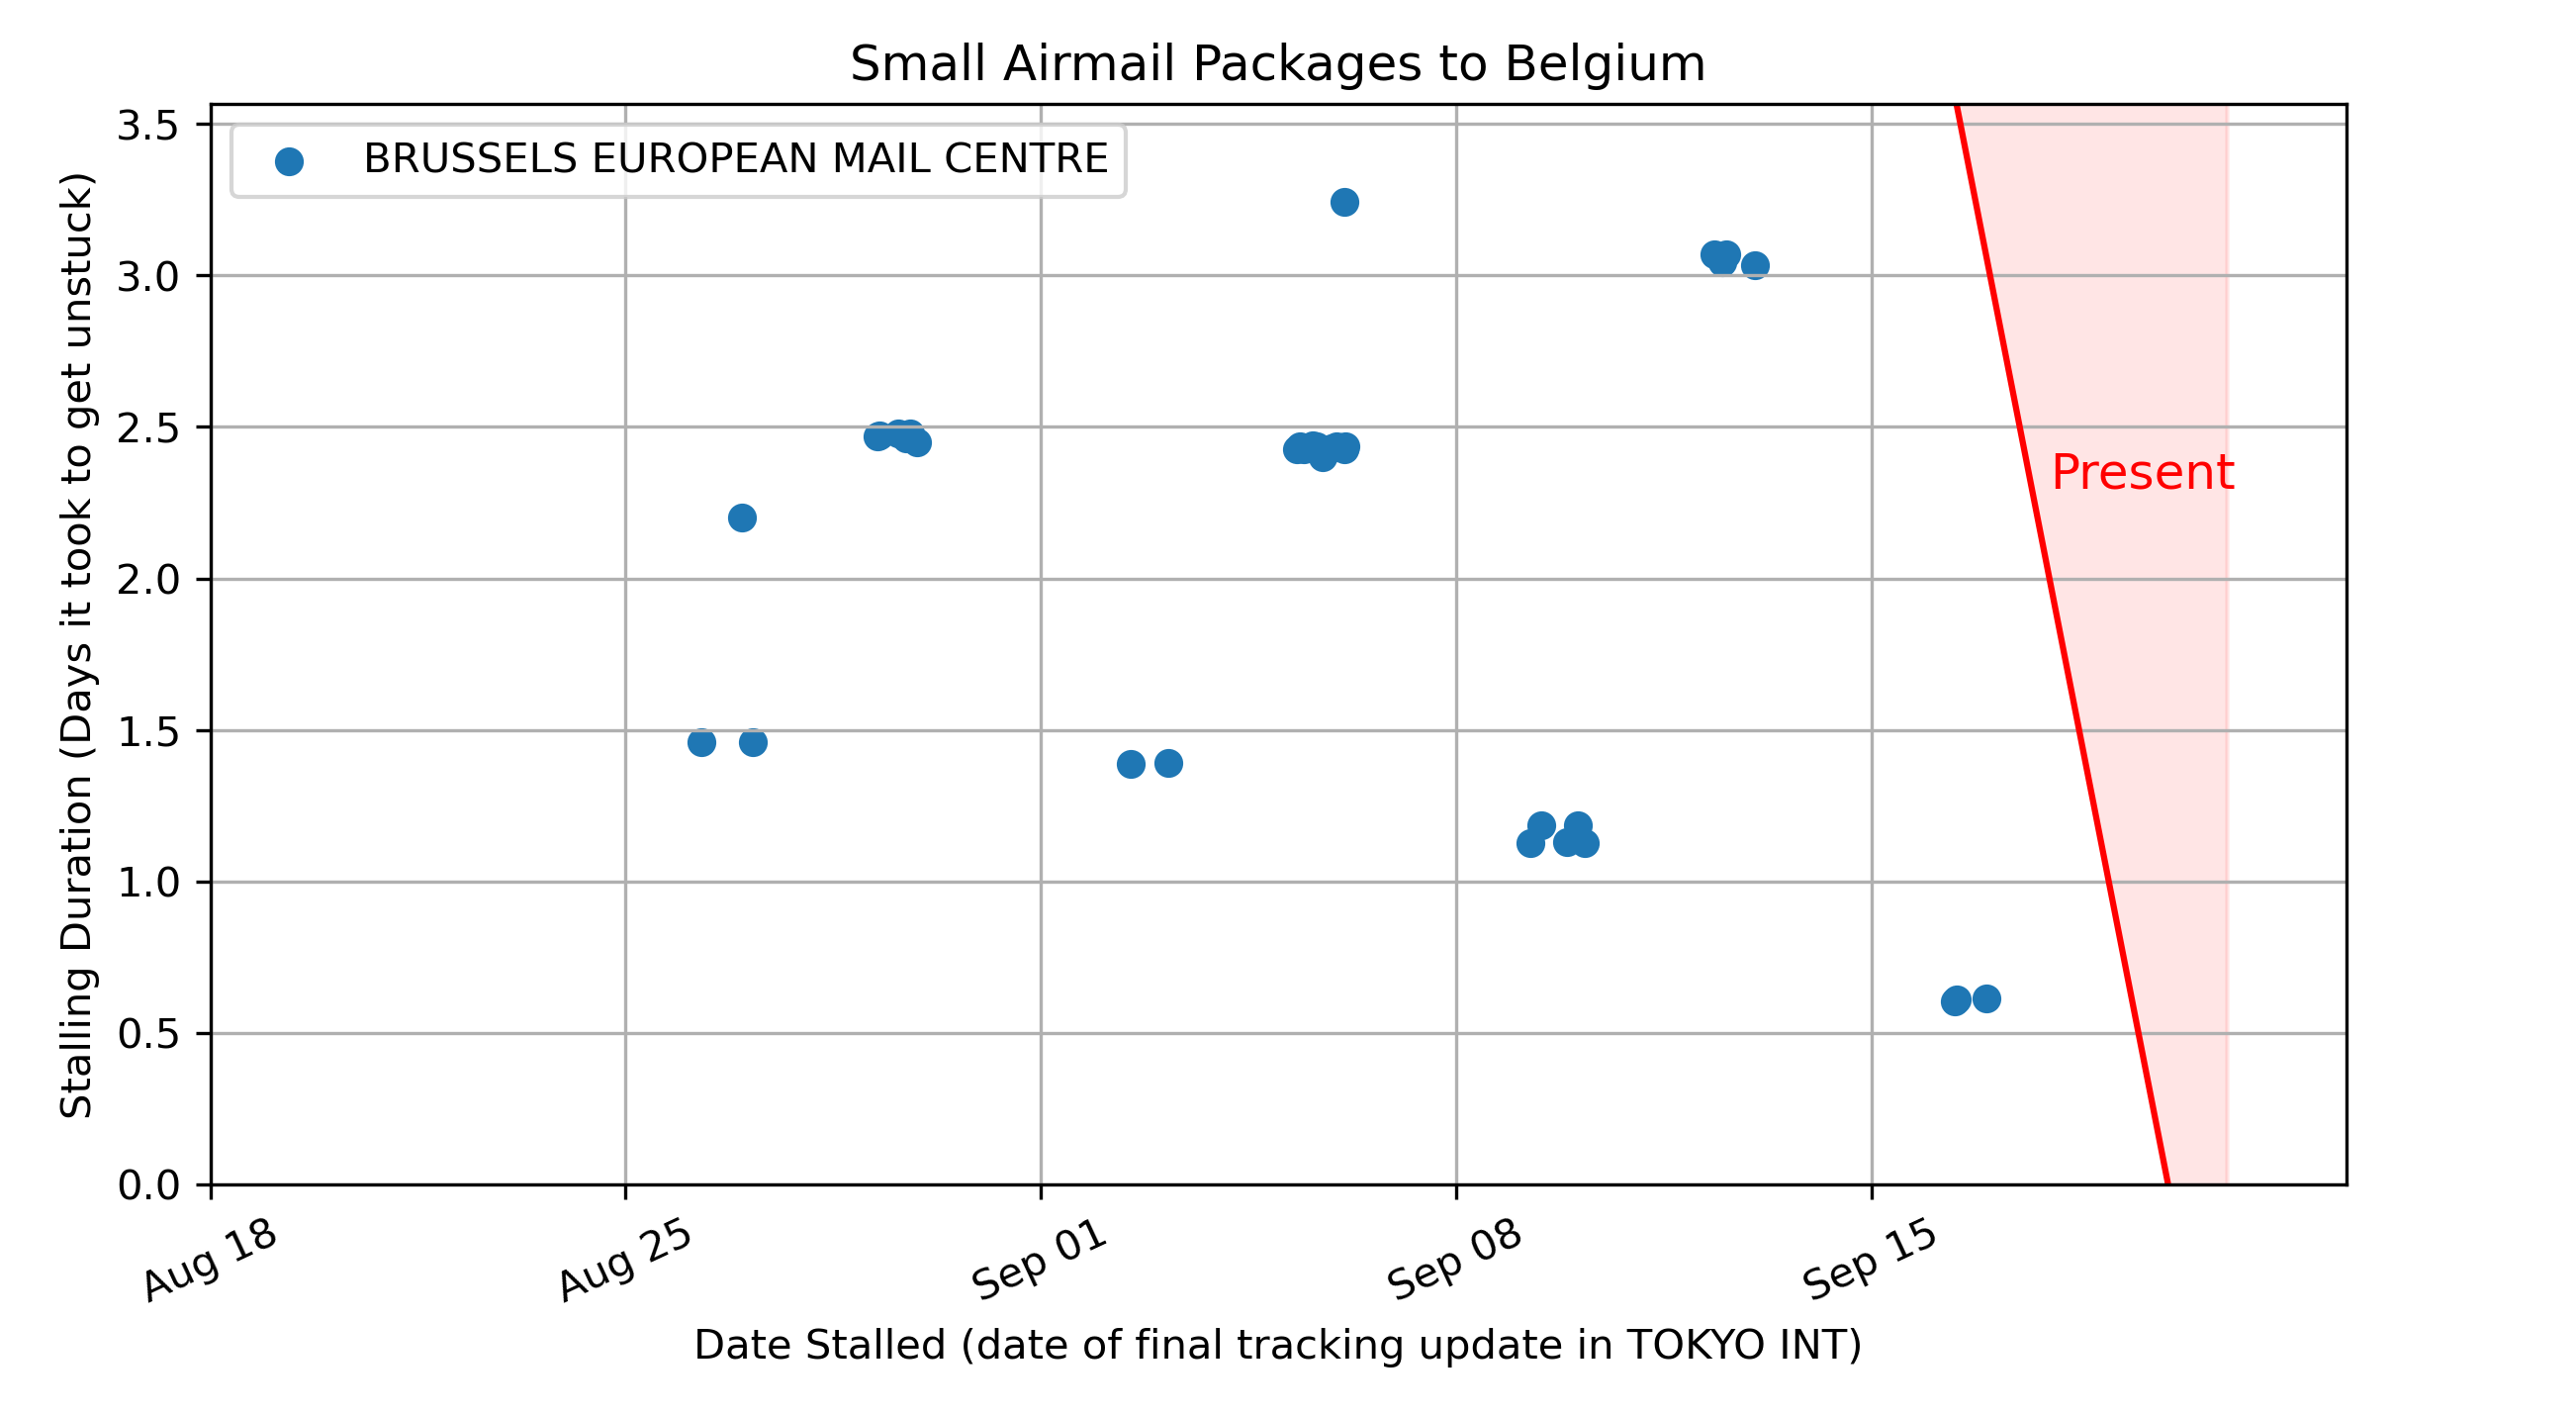 Small Airmail Packages to Belgium
BRUSSELS EUROPEAN MAIL CENTRE
3.5
3.0
2.5
2.0
1.5
1.0
0.5
0.0
Stalling Duration (Days it took to get unstuck)
Present
Aug 18
Aug 25
Sep 01
Sep 08
Sep 15
Date Stalled (date of final tracking update in TOKYO INT)